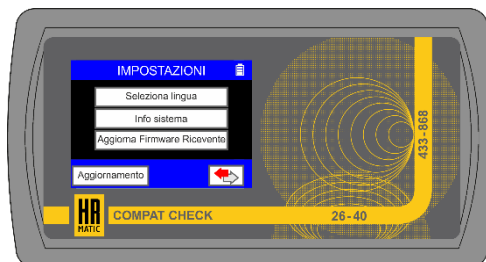 IMPOSTAZIONI
Seleziona lingua
Info sistema
Aggiorna Firmware Ricevente
Aggiornamento
433-868
HR
MATIC
COMPAT CHECK
26-40